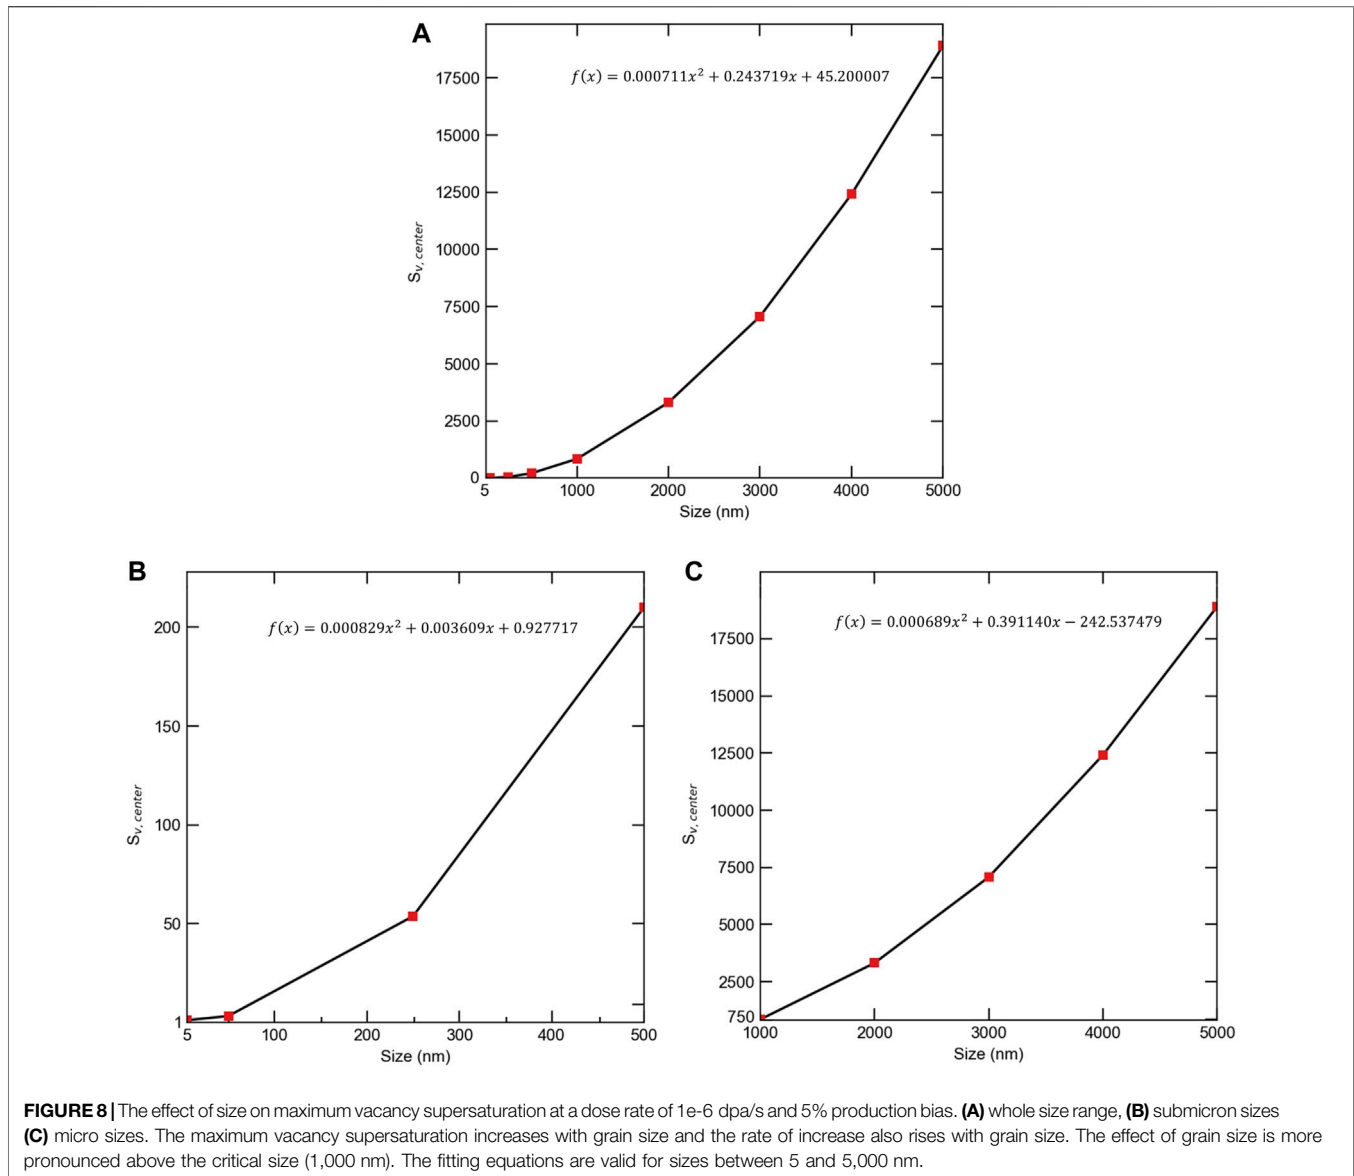 A
f(x) = 0.000711x² + 0.243719x + 45.200007
17500
15000
12500
10000
7500
5000
2500
0
S_v, center
5 1000 2000 3000 4000 5000
Size (nm)
B
f(x) = 0.000829x² + 0.003609x + 0.927717
200
150
100
50
1
S_v, center
5 100 200 300 400 500
Size (nm)
C
f(x) = 0.000689x² + 0.391140x − 242.537479
17500
15000
12500
10000
7500
5000
2500
750
S_v, center
1000 2000 3000 4000 5000
Size (nm)
FIGURE 8 | The effect of size on maximum vacancy supersaturation at a dose rate of 1e-6 dpa/s and 5% production bias. (A) whole size range, (B) submicron sizes
(C) micro sizes. The maximum vacancy supersaturation increases with grain size and the rate of increase also rises with grain size. The effect of grain size is more
pronounced above the critical size (1,000 nm). The fitting equations are valid for sizes between 5 and 5,000 nm.